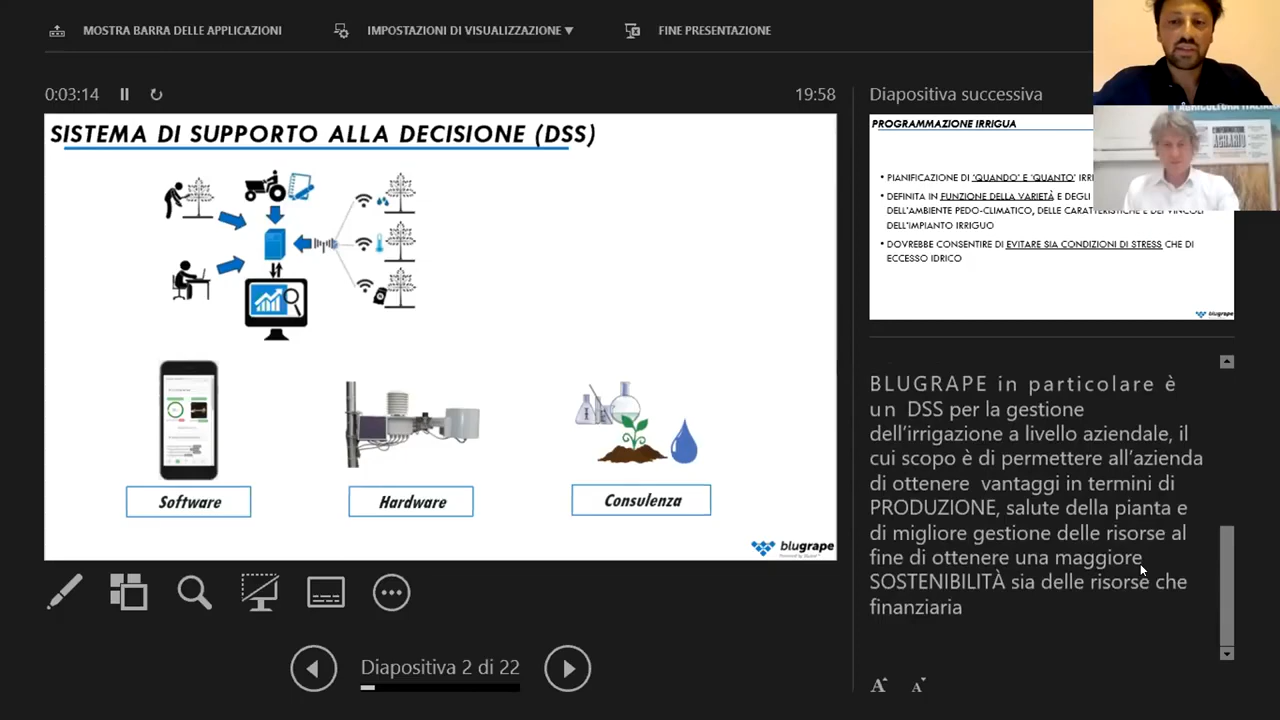 MOSTRA BARRA DELLE APPLICAZIONI
IMPOSTAZIONI DI VISUALIZZAZIONE ▼
FINE PRESENTAZIONE
0:03:14
19:58
SISTEMA DI SUPPORTO ALLA DECISIONE (DSS)
Software
Hardware
Consulenza
blugrape
Diapositiva 2 di 22
Diapositiva successiva
PROGRAMMAZIONE IRRIGUA
• PIANIFICAZIONE DI 'QUANDO' E 'QUANTO'
• DEFINITA IN FUNZIONE DELLA VARIETÀ E DEGLI
DELL'AMBIENTE PEDO-CLIMATICO, DELLE CARATTERISTICHE E DEI VINCOLI
DELL'IMPIANTO IRRIGUO
• DOVREBBE CONSENTIRE DI EVITARE SIA CONDIZIONI DI STRESS CHE DI
ECCESSO IDRICO
blugrape
L'AGRICOLTURA ITALIA
AGRARIO
BLUGRAPE in particolare è
un DSS per la gestione
dell'irrigazione a livello aziendale, il
cui scopo è di permettere all'azienda
di ottenere vantaggi in termini di
PRODUZIONE, salute della pianta e
di migliore gestione delle risorse al
fine di ottenere una maggiore
SOSTENIBILITÀ sia delle risorse che
finanziaria
A A